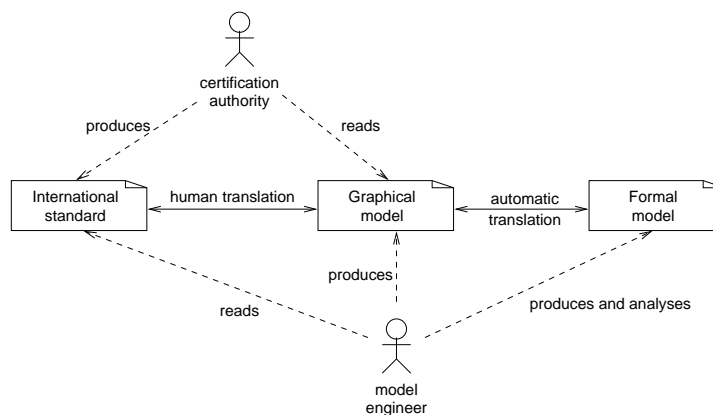 certification
authority
produces
reads
International
standard
human translation
Graphical
model
automatic
translation
Formal
model
produces
reads
produces and analyses
model
engineer